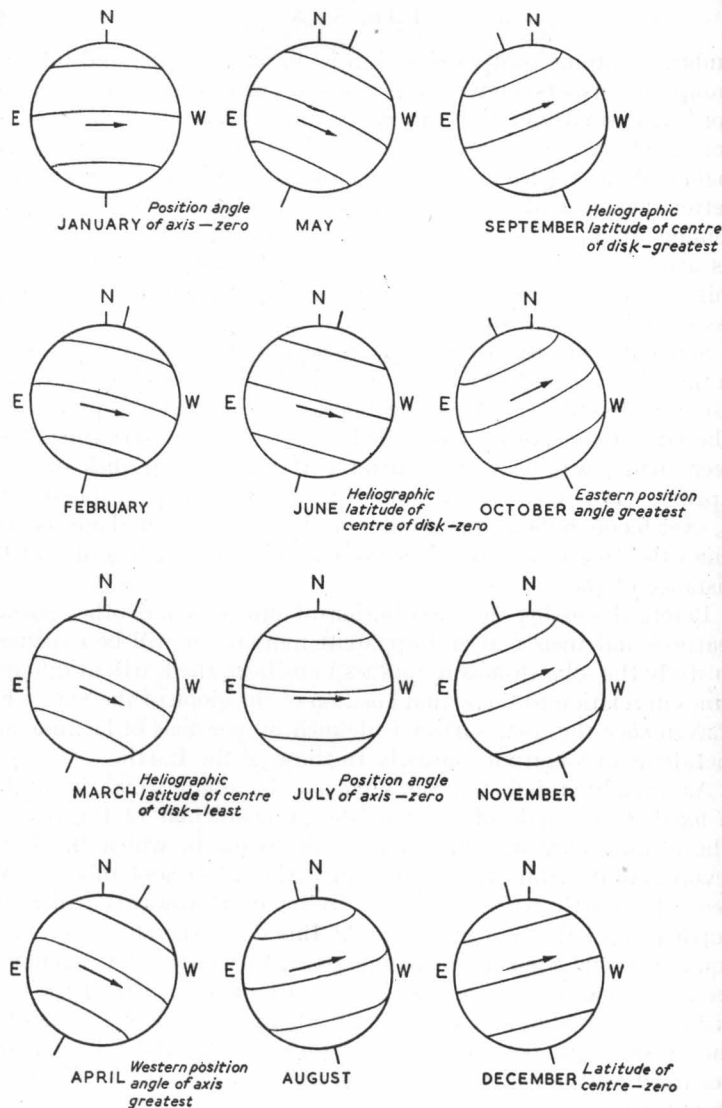 N N N
E W E W E W
JANUARY Position angle of axis — zero
MAY
SEPTEMBER Heliographic latitude of centre of disk — greatest
N N N
E W E W E W
FEBRUARY
JUNE Heliographic latitude of centre of disk — zero
OCTOBER Eastern position angle greatest
N N N
E W E W E W
MARCH Heliographic latitude of centre of disk — least
JULY Position angle of axis — zero
NOVEMBER
N N N
E W E W E W
APRIL Western position angle of axis greatest
AUGUST
DECEMBER Latitude of centre — zero